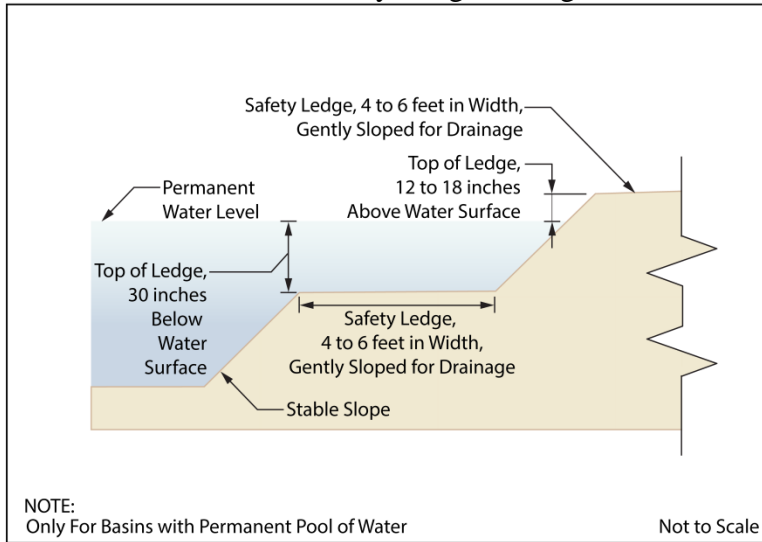 Safety Ledge, 4 to 6 feet in Width,
Gently Sloped for Drainage
Top of Ledge,
12 to 18 inches
Above Water Surface
Permanent
Water Level
Top of Ledge,
30 inches
Below
Water
Surface
Safety Ledge,
4 to 6 feet in Width,
Gently Sloped for Drainage
Stable Slope
NOTE:
Only For Basins with Permanent Pool of Water
Not to Scale